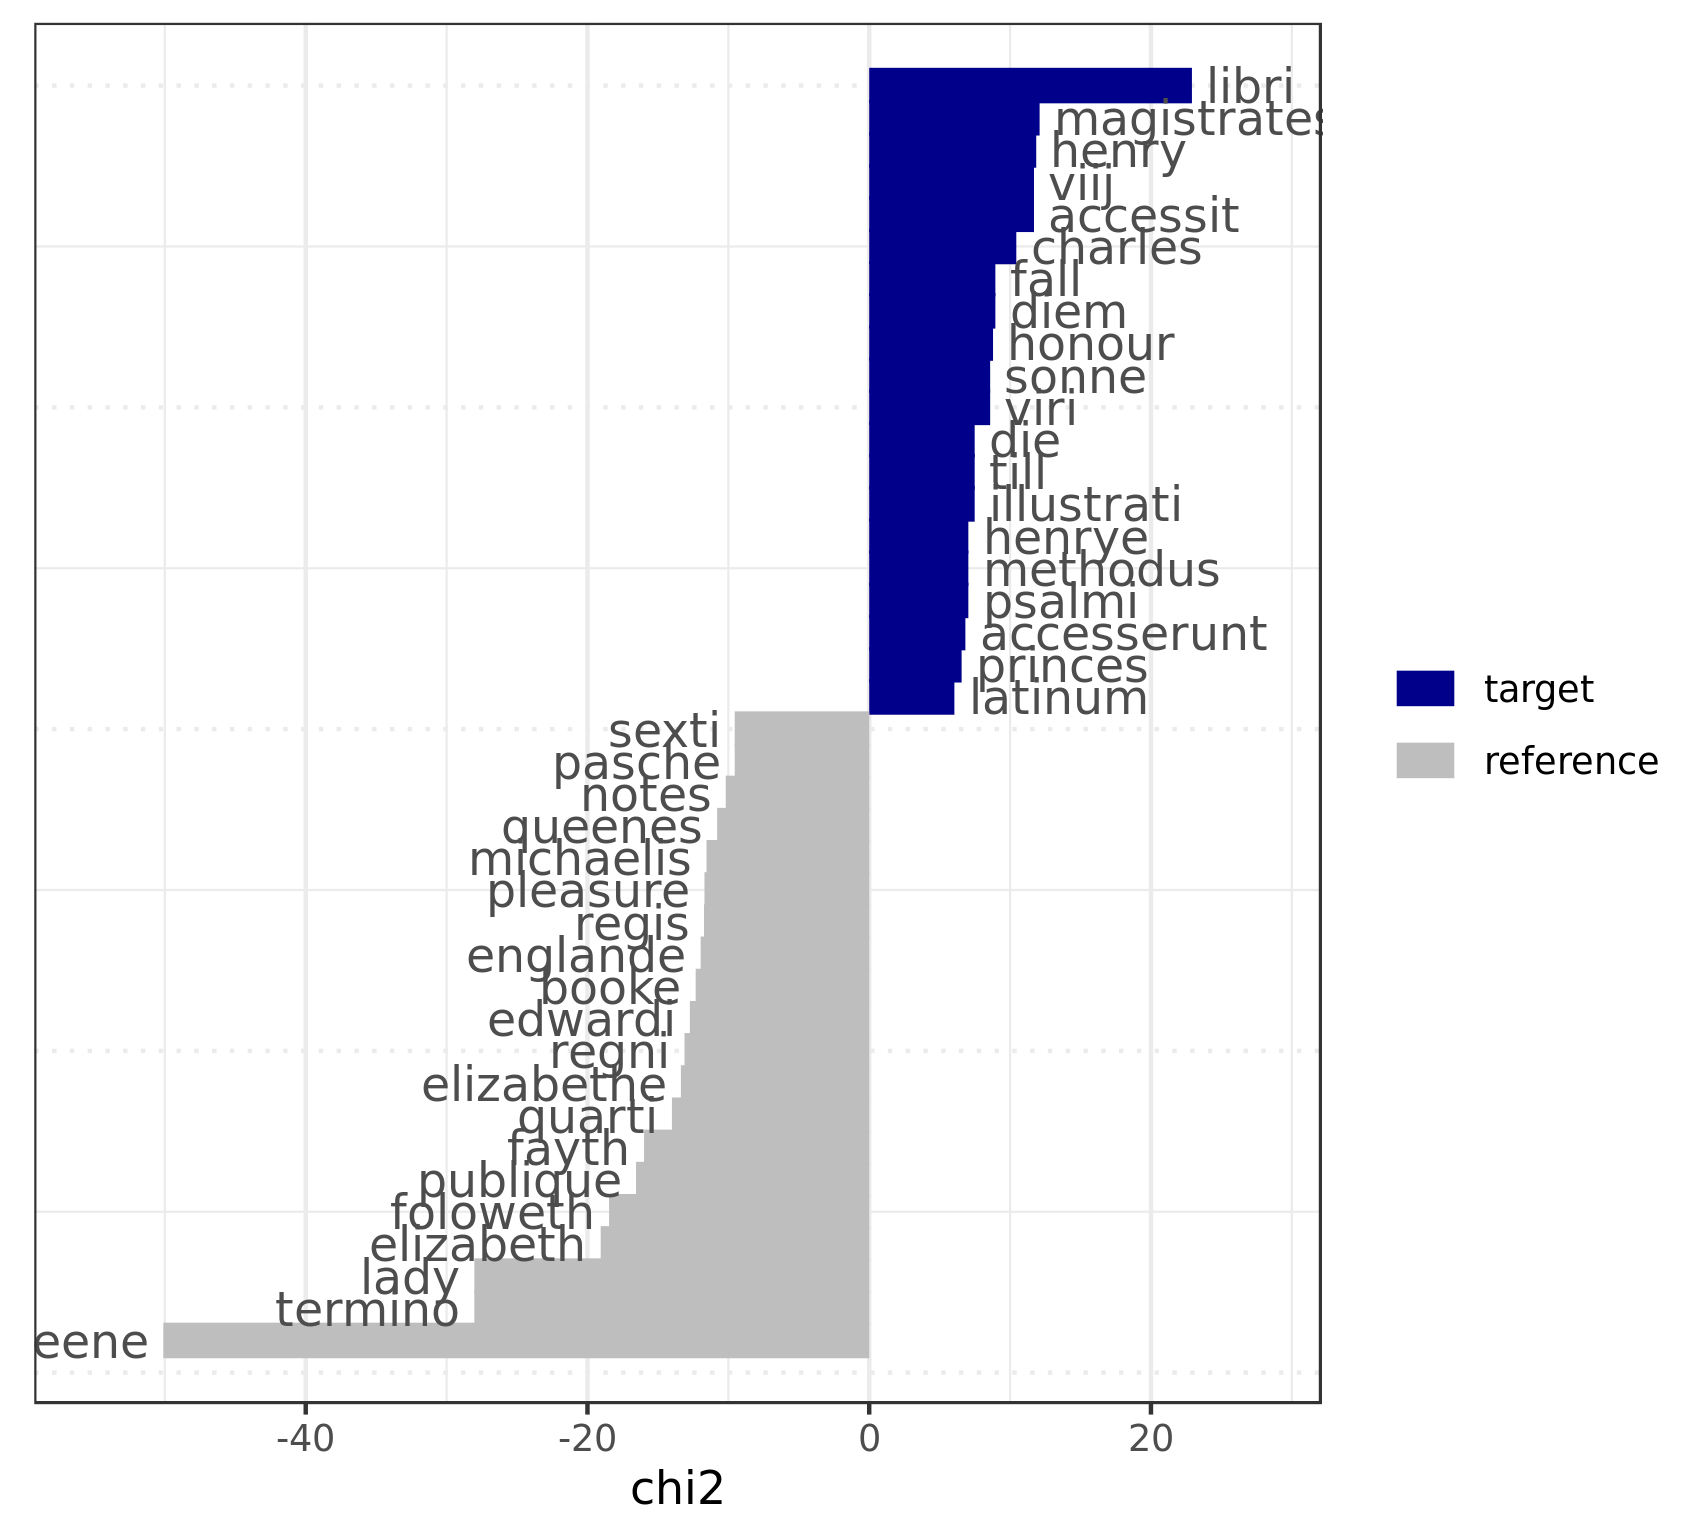 libri
magistrates
henry
viij
accessit
charles
fall
diem
honour
sonne
viri
die
till
illustrati
henrye
methodus
psalmi
accesserunt
princes
latinum
sexti
pasche
notes
queenes
michaelis
pleasure
regis
englande
booke
edwardi
regni
elizabethe
quarti
fayth
publique
foloweth
elizabeth
lady
termino
eene
target
reference
-40
-20
0
20
chi2